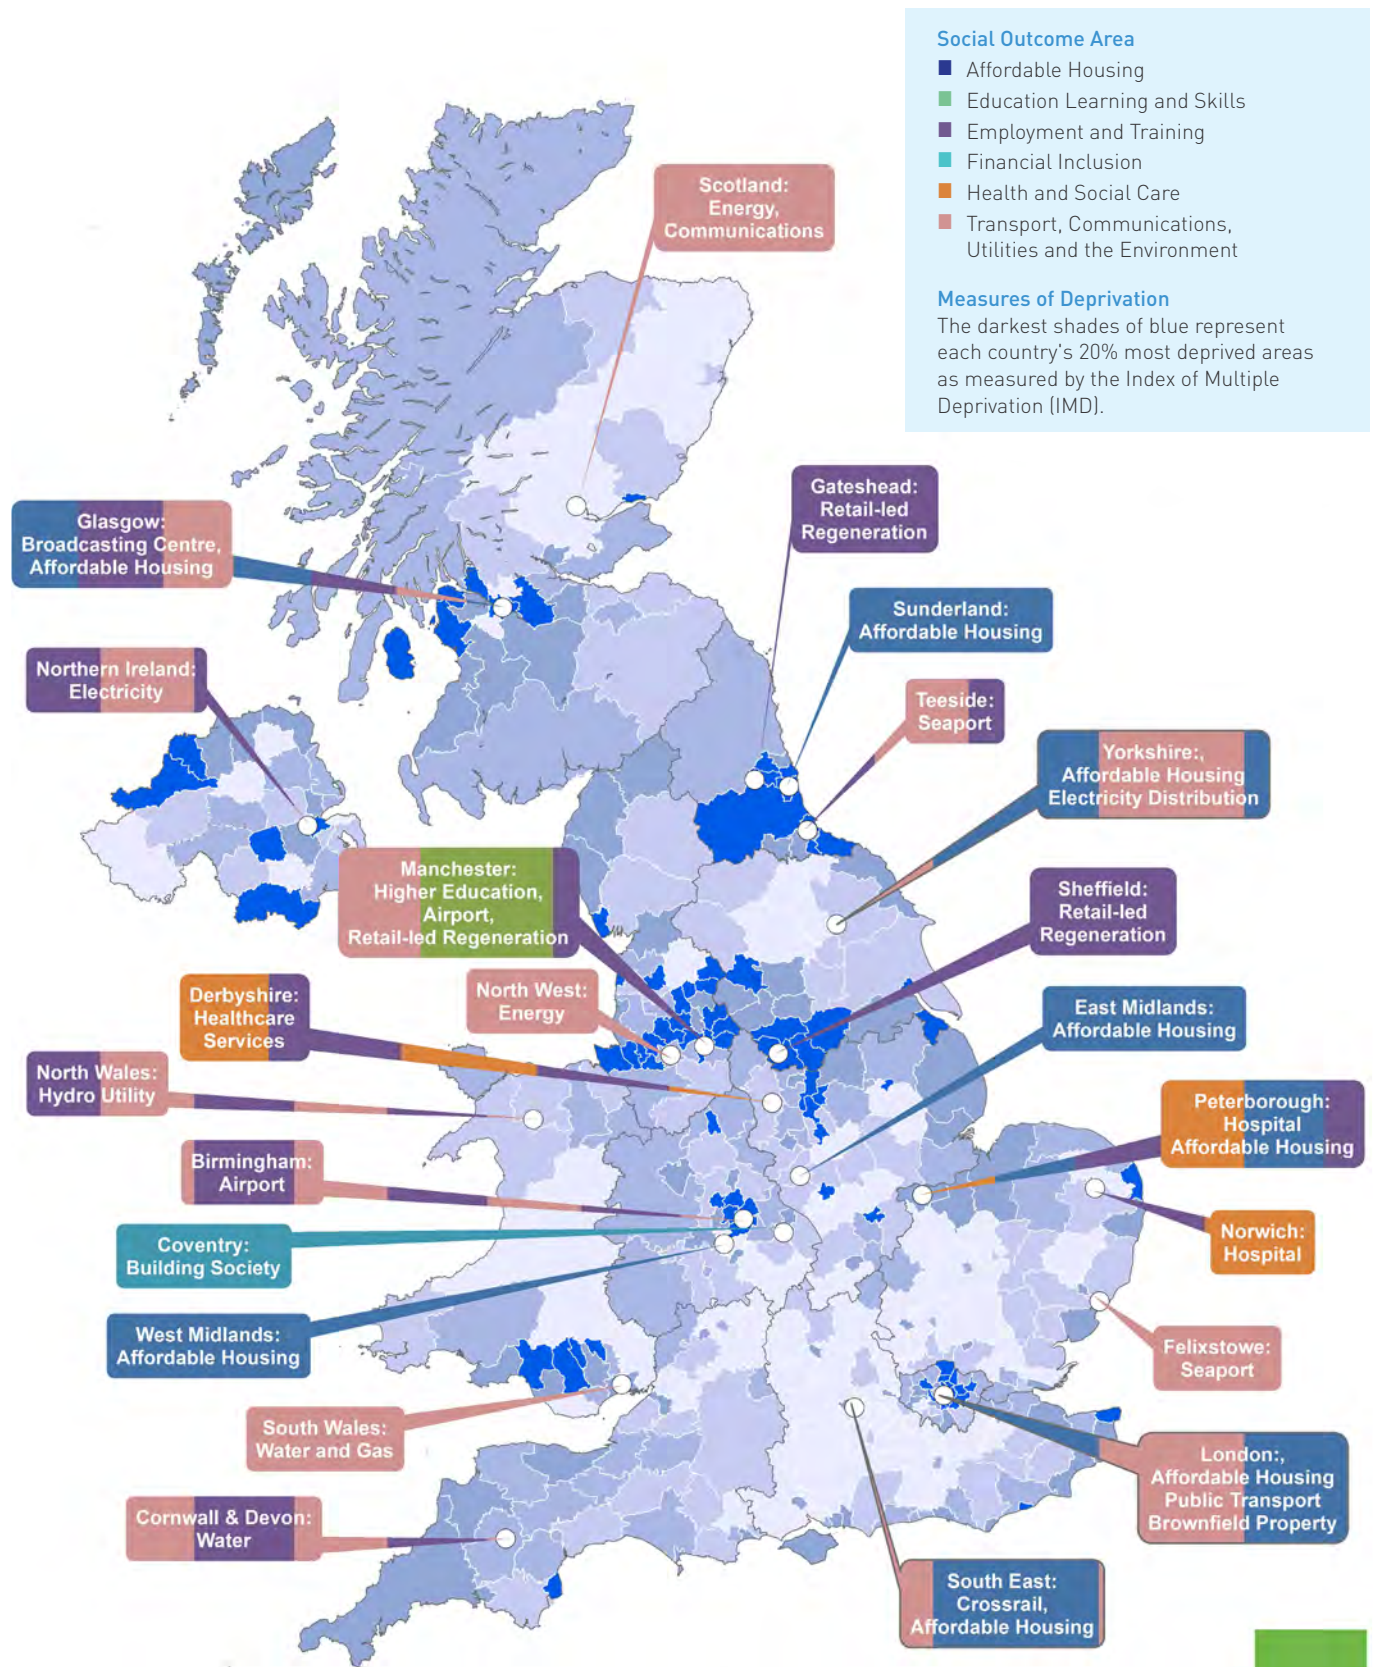 Social Outcome Area
Affordable Housing
Education Learning and Skills
Employment and Training
Financial Inclusion
Health and Social Care
Transport, Communications,
Utilities and the Environment
Measures of Deprivation
The darkest shades of blue represent
each country's 20% most deprived areas
as measured by the Index of Multiple
Deprivation (IMD).
Scotland:
Energy,
Communications
Gateshead:
Retail-led
Regeneration
Glasgow:
Broadcasting Centre,
Affordable Housing
Sunderland:
Affordable Housing
Northern Ireland:
Electricity
Teeside:
Seaport
Yorkshire:,
Affordable Housing
Electricity Distribution
Manchester:
Higher Education,
Airport,
Retail-led Regeneration
Sheffield:
Retail-led
Regeneration
Derbyshire:
Healthcare
Services
North West:
Energy
East Midlands:
Affordable Housing
North Wales:
Hydro Utility
Peterborough:
Hospital
Affordable Housing
Birmingham:
Airport
Norwich:
Hospital
Coventry:
Building Society
West Midlands:
Affordable Housing
Felixstowe:
Seaport
South Wales:
Water and Gas
London:,
Affordable Housing
Public Transport
Brownfield Property
Cornwall & Devon:
Water
South East:
Crossrail,
Affordable Housing